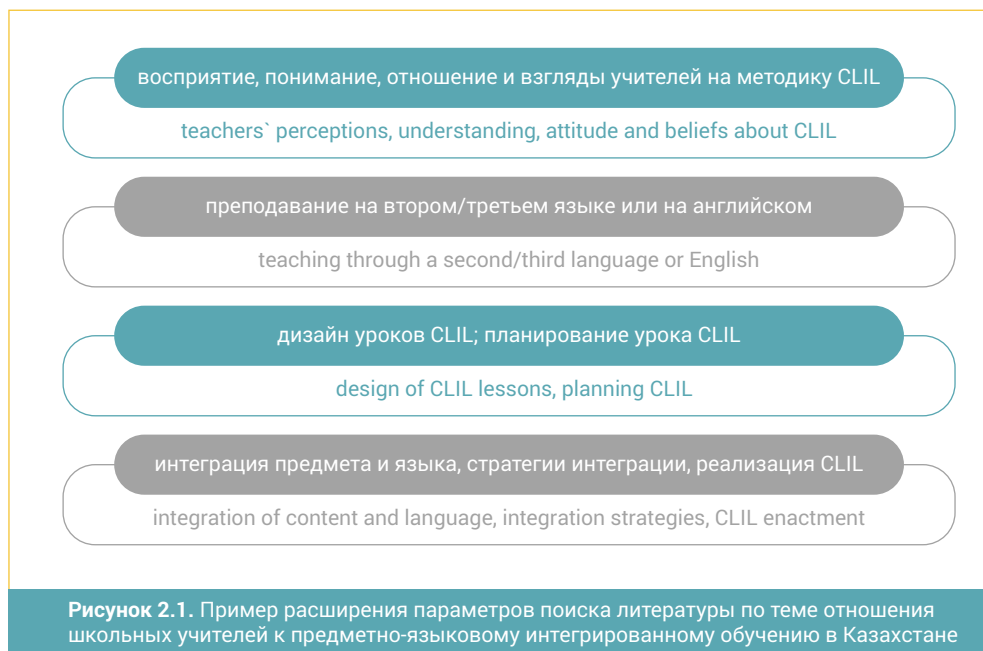 восприятие, понимание, отношение и взгляды учителей на методику CLIL
teachers` perceptions, understanding, attitude and beliefs about CLIL
преподавание на втором/третьем языке или на английском
teaching through a second/third language or English
дизайн уроков CLIL; планирование урока CLIL
design of CLIL lessons, planning CLIL
интеграция предмета и языка, стратегии интеграции, реализация CLIL
integration of content and language, integration strategies, CLIL enactment
Рисунок 2.1. Пример расширения параметров поиска литературы по теме отношения
школьных учителей к предметно-языковому интегрированному обучению в Казахстане